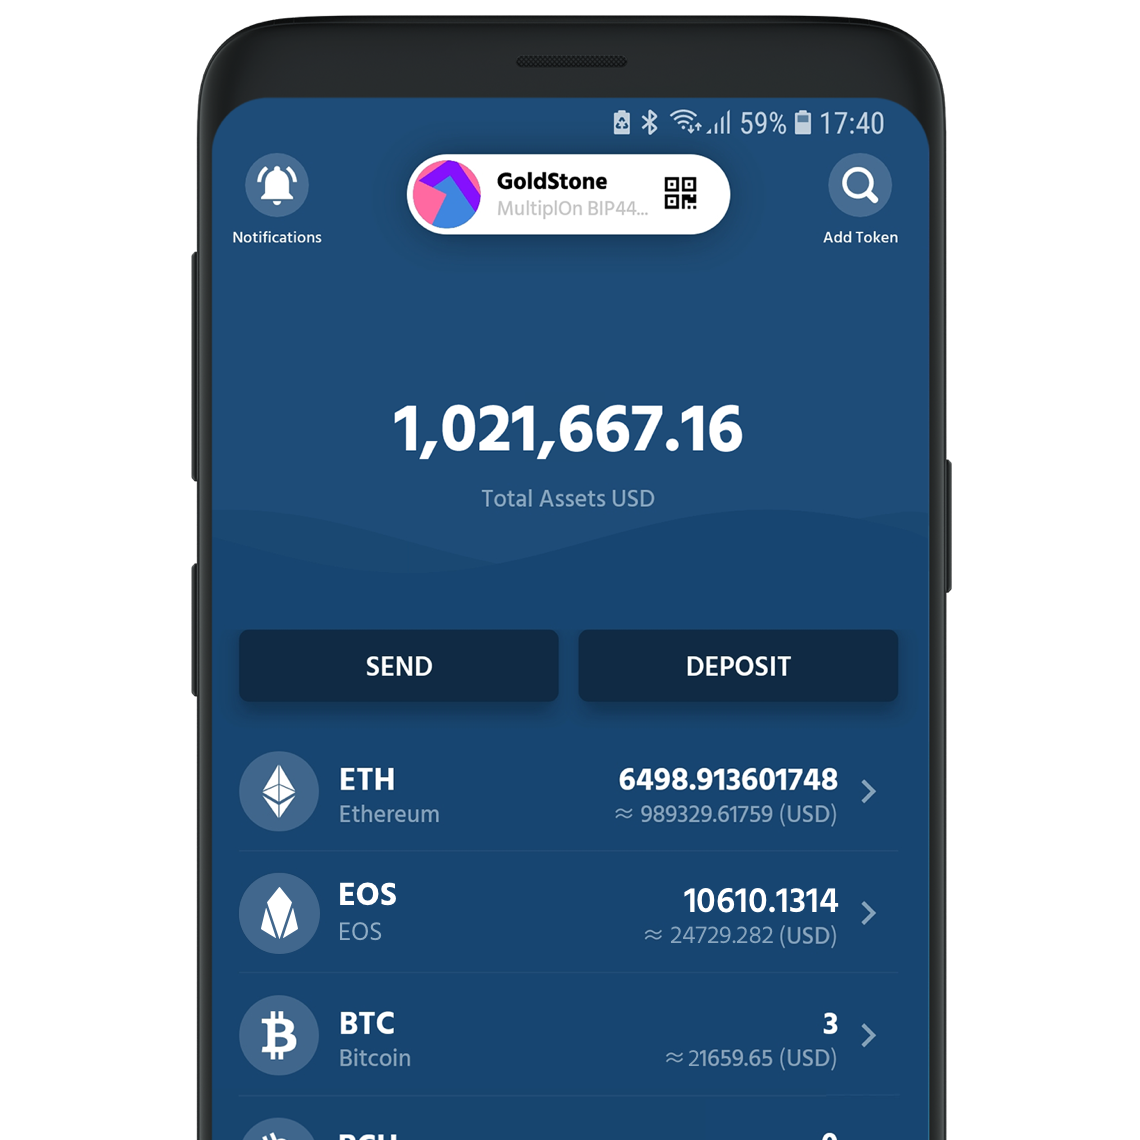 59% 17:40
GoldStone
MultiplOn BIP44...
Notifications
Add Token
1,021,667.16
Total Assets USD
SEND
DEPOSIT
ETH
6498.913601748
Ethereum
≈ 989329.61759 (USD)
EOS
10610.1314
EOS
≈ 24729.282 (USD)
BTC
3
Bitcoin
≈ 21659.65 (USD)